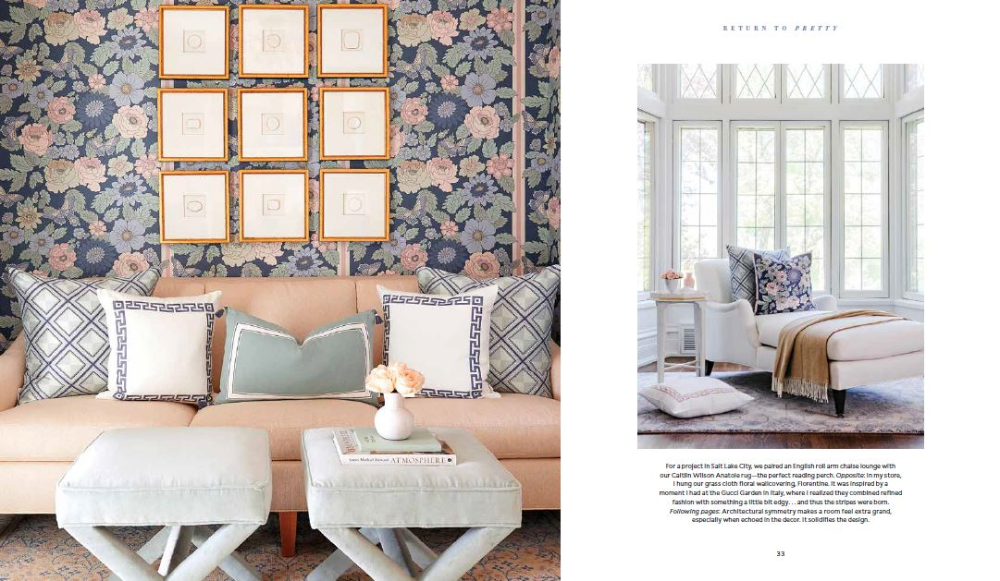 James Michael Howard ATMOSPHERE
RETURN TO PRETTY
For a project in Salt Lake City, we paired an English roll arm chaise lounge with
our Caitlin Wilson Anatole rug—the perfect reading perch. Opposite: In my store,
I hung our grass cloth floral wallcovering, Florentine. It was inspired by a
moment I had at the Gucci Garden in Italy, where I realized they combined refined
fashion with something a little bit edgy . . . and thus the stripes were born.
Following pages: Architectural symmetry makes a room feel extra grand,
especially when echoed in the decor. It solidifies the design.
33